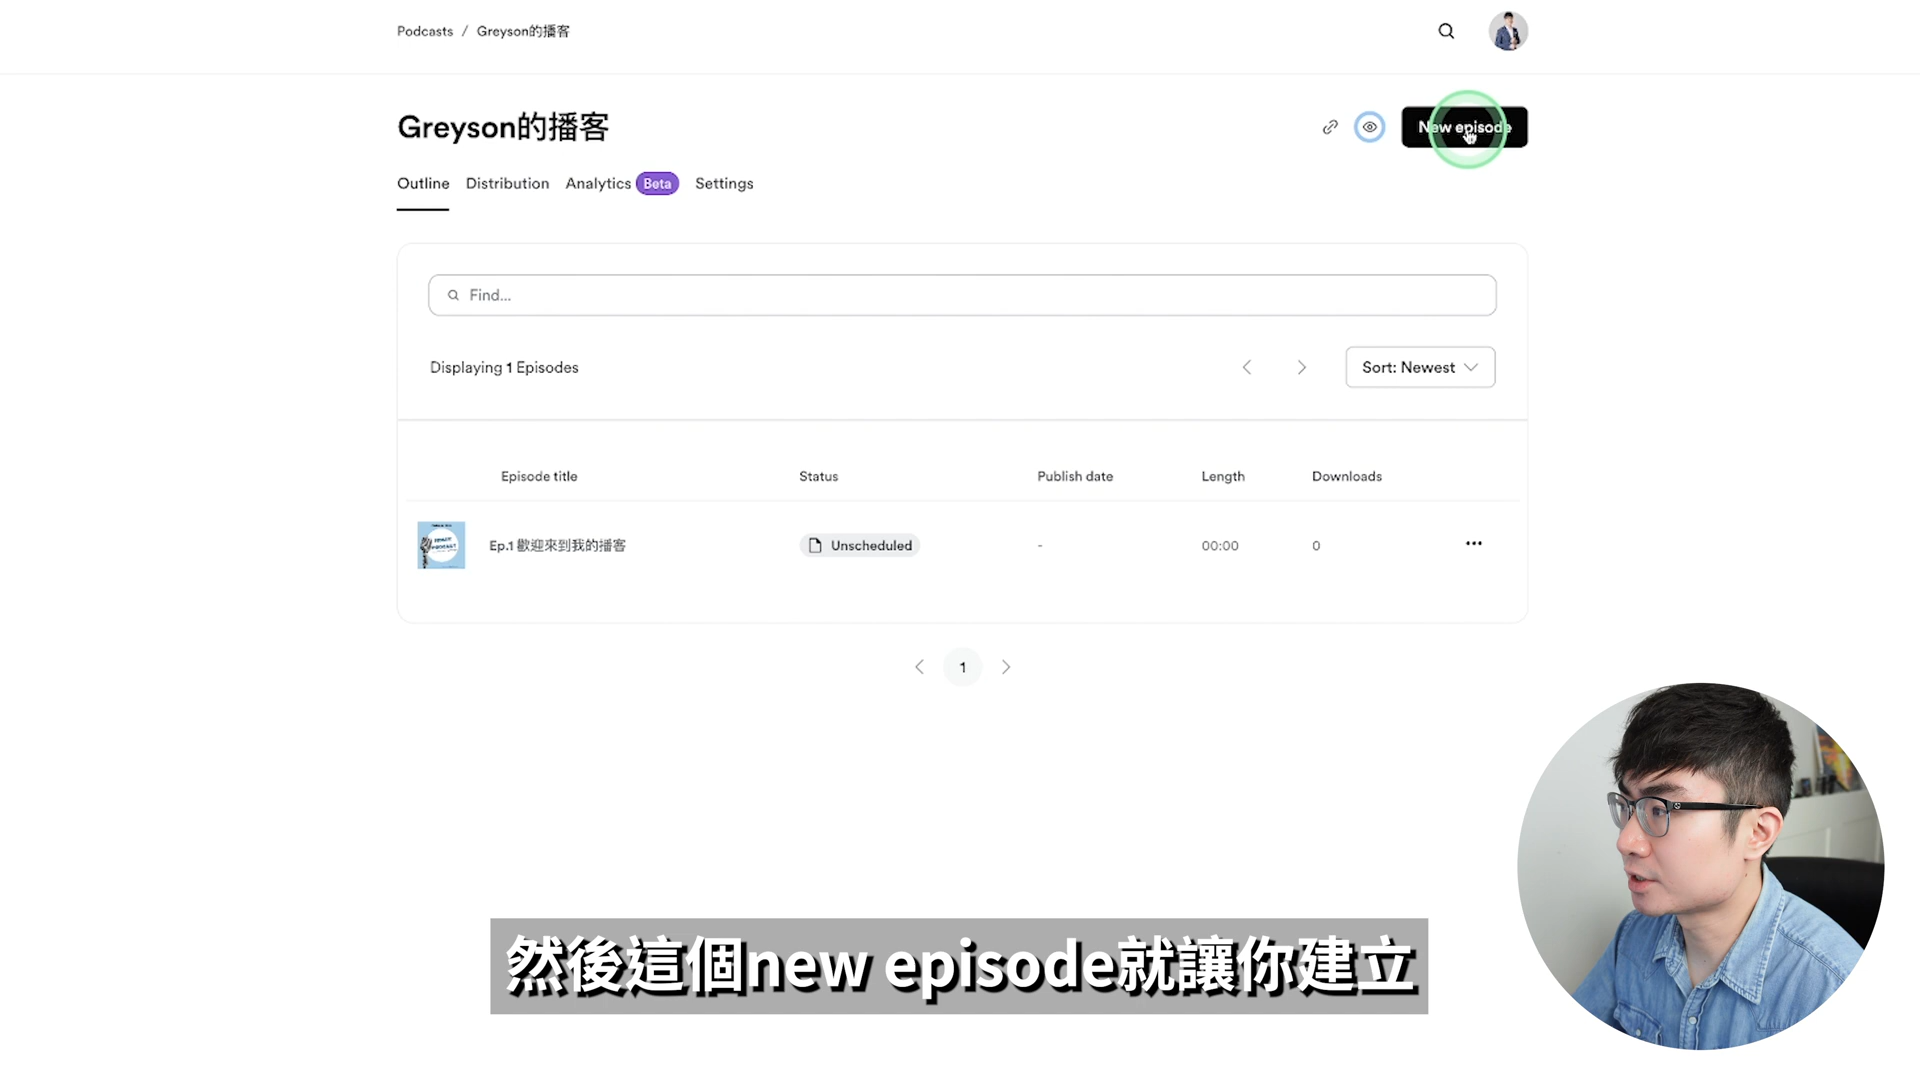 Podcasts / Greyson的播客
Greyson的播客
New episode
Outline
Distribution
Analytics Beta
Settings
Find...
Displaying 1 Episodes
Sort: Newest
Episode title
Status
Publish date
Length
Downloads
Ep.1 歡迎來到我的播客
Unscheduled
-
00:00
0
1
然後這個new episode就讓你建立